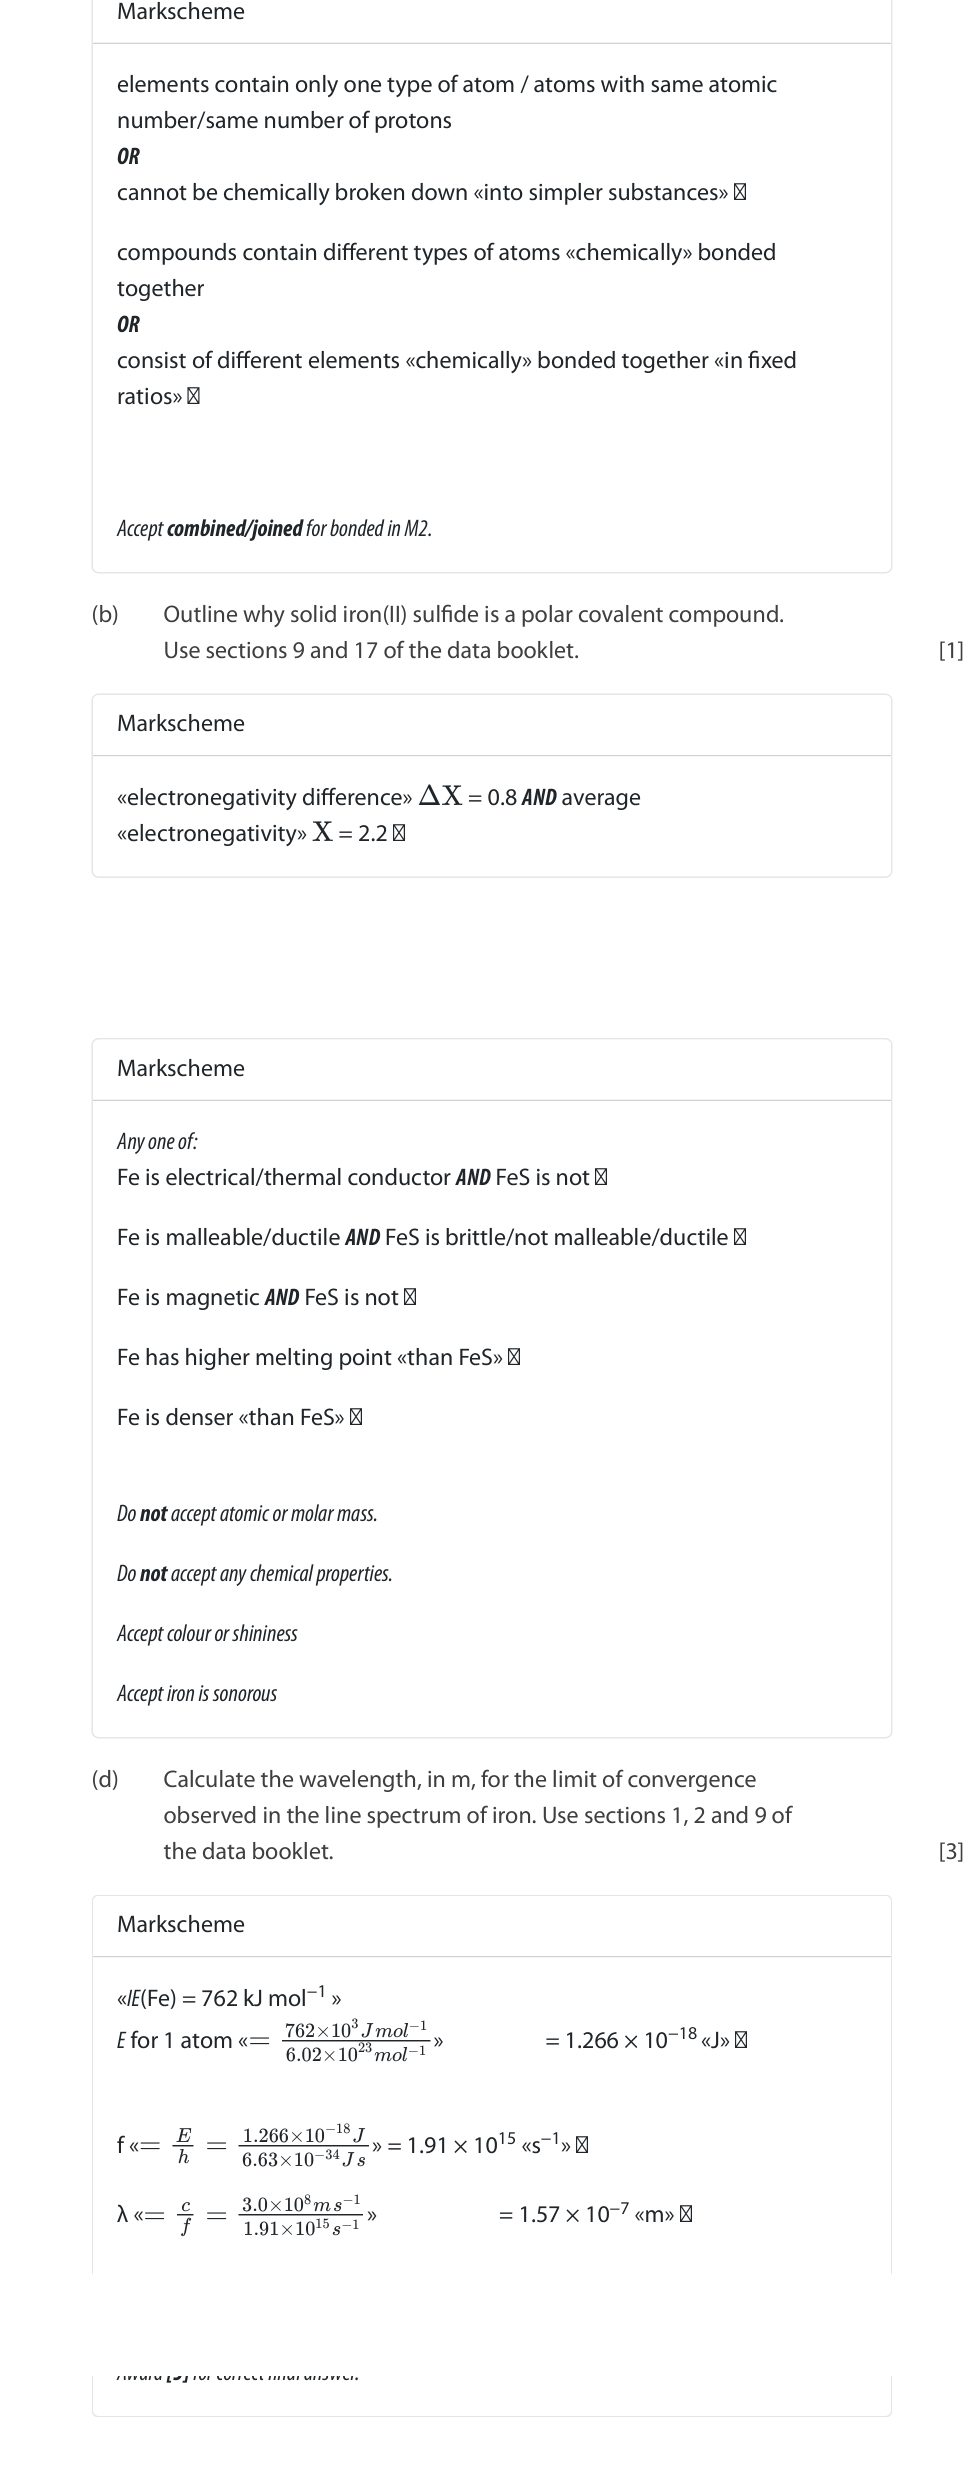 Markscheme
elements contain only one type of atom / atoms with same atomic
number/same number of protons
OR
cannot be chemically broken down «into simpler substances» 
compounds contain different types of atoms «chemically» bonded
together
OR
consist of different elements «chemically» bonded together «in fixed
ratios» 
Accept combined/joined for bonded in M2.
(b) Outline why solid iron(II) sulfide is a polar covalent compound.
Use sections 9 and 17 of the data booklet. [1]
Markscheme
«electronegativity difference» ΔX = 0.8 AND average
«electronegativity» X = 2.2 
Markscheme
Any one of:
Fe is electrical/thermal conductor AND FeS is not 
Fe is malleable/ductile AND FeS is brittle/not malleable/ductile 
Fe is magnetic AND FeS is not 
Fe has higher melting point «than FeS» 
Fe is denser «than FeS» 
Do not accept atomic or molar mass.
Do not accept any chemical properties.
Accept colour or shininess
Accept iron is sonorous
(d) Calculate the wavelength, in m, for the limit of convergence
observed in the line spectrum of iron. Use sections 1, 2 and 9 of
the data booklet. [3]
Markscheme
«IE(Fe) = 762 kJ mol⁻¹ »
E for 1 atom «= \frac{762×10³ J mol⁻¹}{6.02×10²³ mol⁻¹}» = 1.266 × 10⁻¹⁸ «J» 
f «= \frac{E}{h} = \frac{1.266×10⁻¹⁸ J}{6.63×10⁻³⁴ J s}» = 1.91 × 10¹⁵ «s⁻¹» 
λ «= \frac{c}{f} = \frac{3.0×10⁸ m s⁻¹}{1.91×10¹⁵ s⁻¹}» = 1.57 × 10⁻⁷ «m»